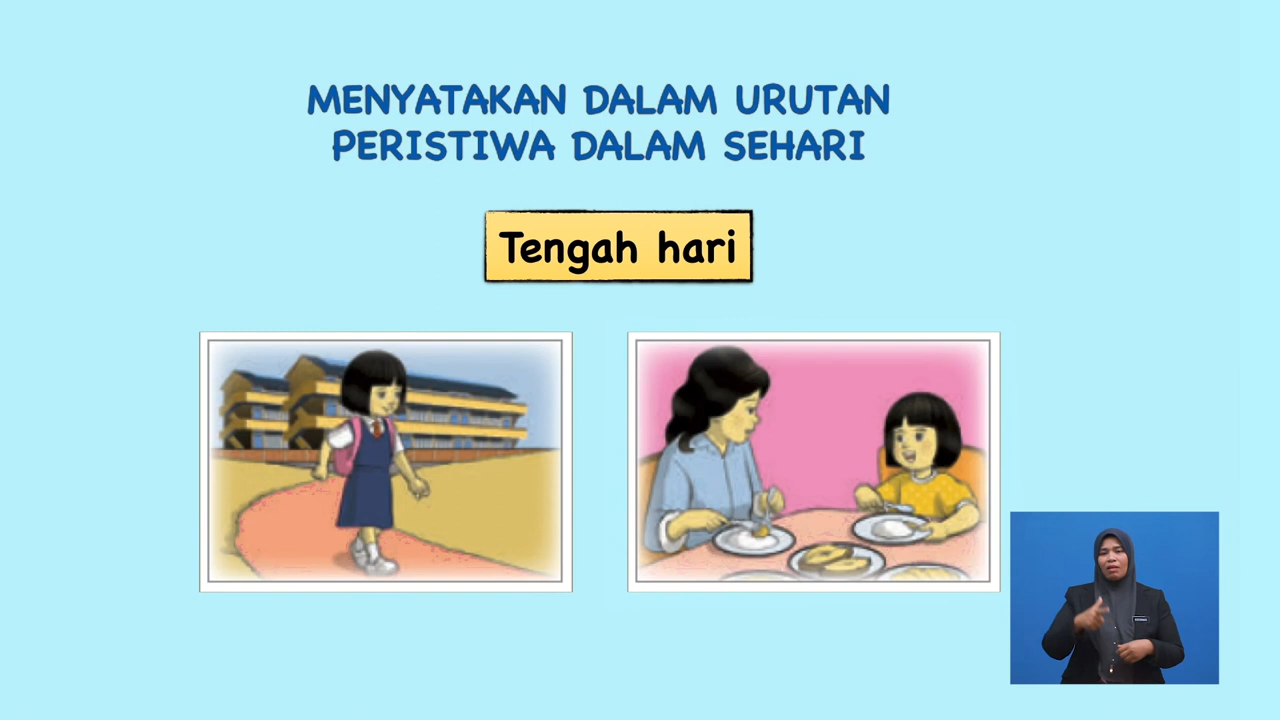 MENYATAKAN DALAM URUTAN
PERISTIWA DALAM SEHARI
Tengah hari